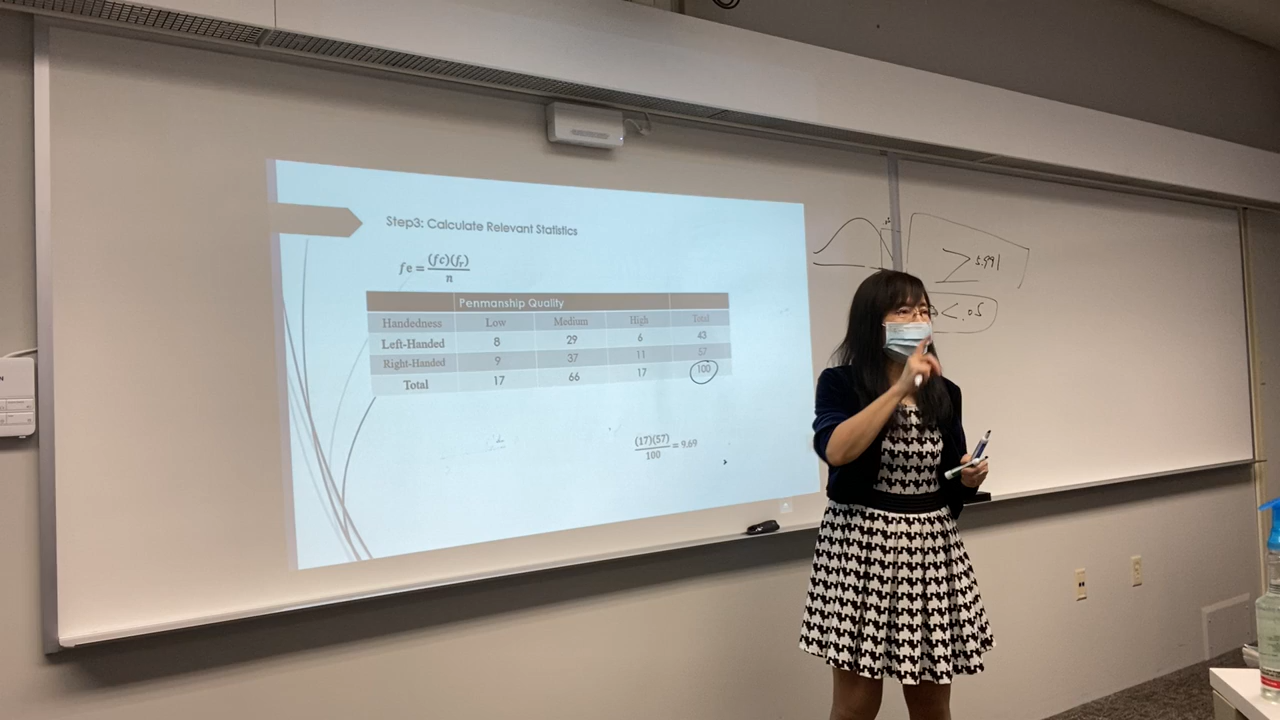 Step3: Calculate Relevant Statistics
fe = (fc)(fr)/n
Penmanship Quality
Handedness Low Medium High Total
Left-Handed 8 29 6 43
Right-Handed 9 37 11 57
Total 17 66 17 100
(17)(57)/100 = 9.69
5.991
< .05